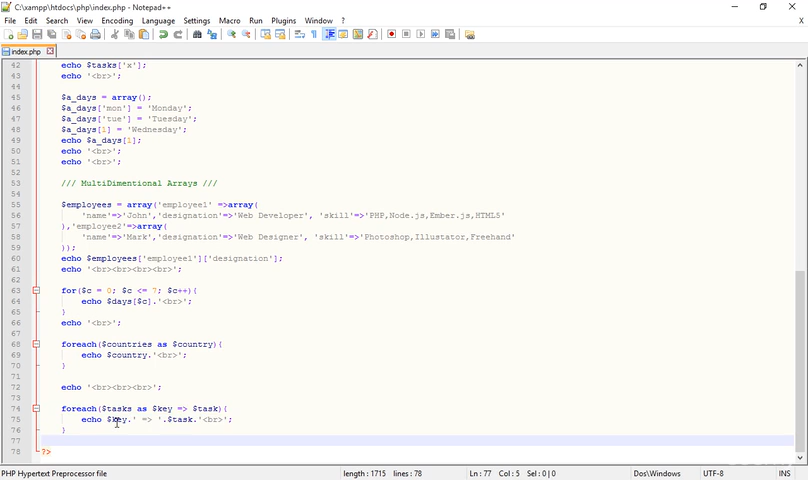 C:\xampp\htdocs\php\index.php - Notepad++
File Edit Search View Encoding Language Settings Macro Run Plugins Window ?
index.php
42 echo $tasks['x'];
43 echo '<br>';
44
45 $a_days = array();
46 $a_days['mon'] = 'Monday';
47 $a_days['tue'] = 'Tuesday';
48 $a_days[1] = 'Wednesday';
49 echo $a_days[1];
50 echo '<br>';
51 echo '<br>';
52
53 /// MultiDimentional Arrays ///
54
55 $employees = array('employee1' =>array(
56 'name'=>'John','designation'=>'Web Developer', 'skill'=>'PHP,Node.js,Ember.js,HTML5'
57 ),'employee2'=>array(
58 'name'=>'Mark','designation'=>'Web Designer', 'skill'=>'Photoshop,Illustator,Freehand'
59 ));
60 echo $employees['employee1']['designation'];
61 echo '<br><br><br><br>';
62
63 for($c = 0; $c <= 7; $c++){
64 echo $days[$c].'<br>';
65 }
66 echo '<br>';
67
68 foreach($countries as $country){
69 echo $country.'<br>';
70 }
71
72 echo '<br><br><br>';
73
74 foreach($tasks as $key => $task){
75 echo $key.' => '.$task.'<br>';
76 }
77
78 ?>
PHP Hypertext Preprocessor file length : 1715 lines : 78 Ln : 77 Col : 5 Sel : 0 | 0 Dos\Windows UTF-8 INS